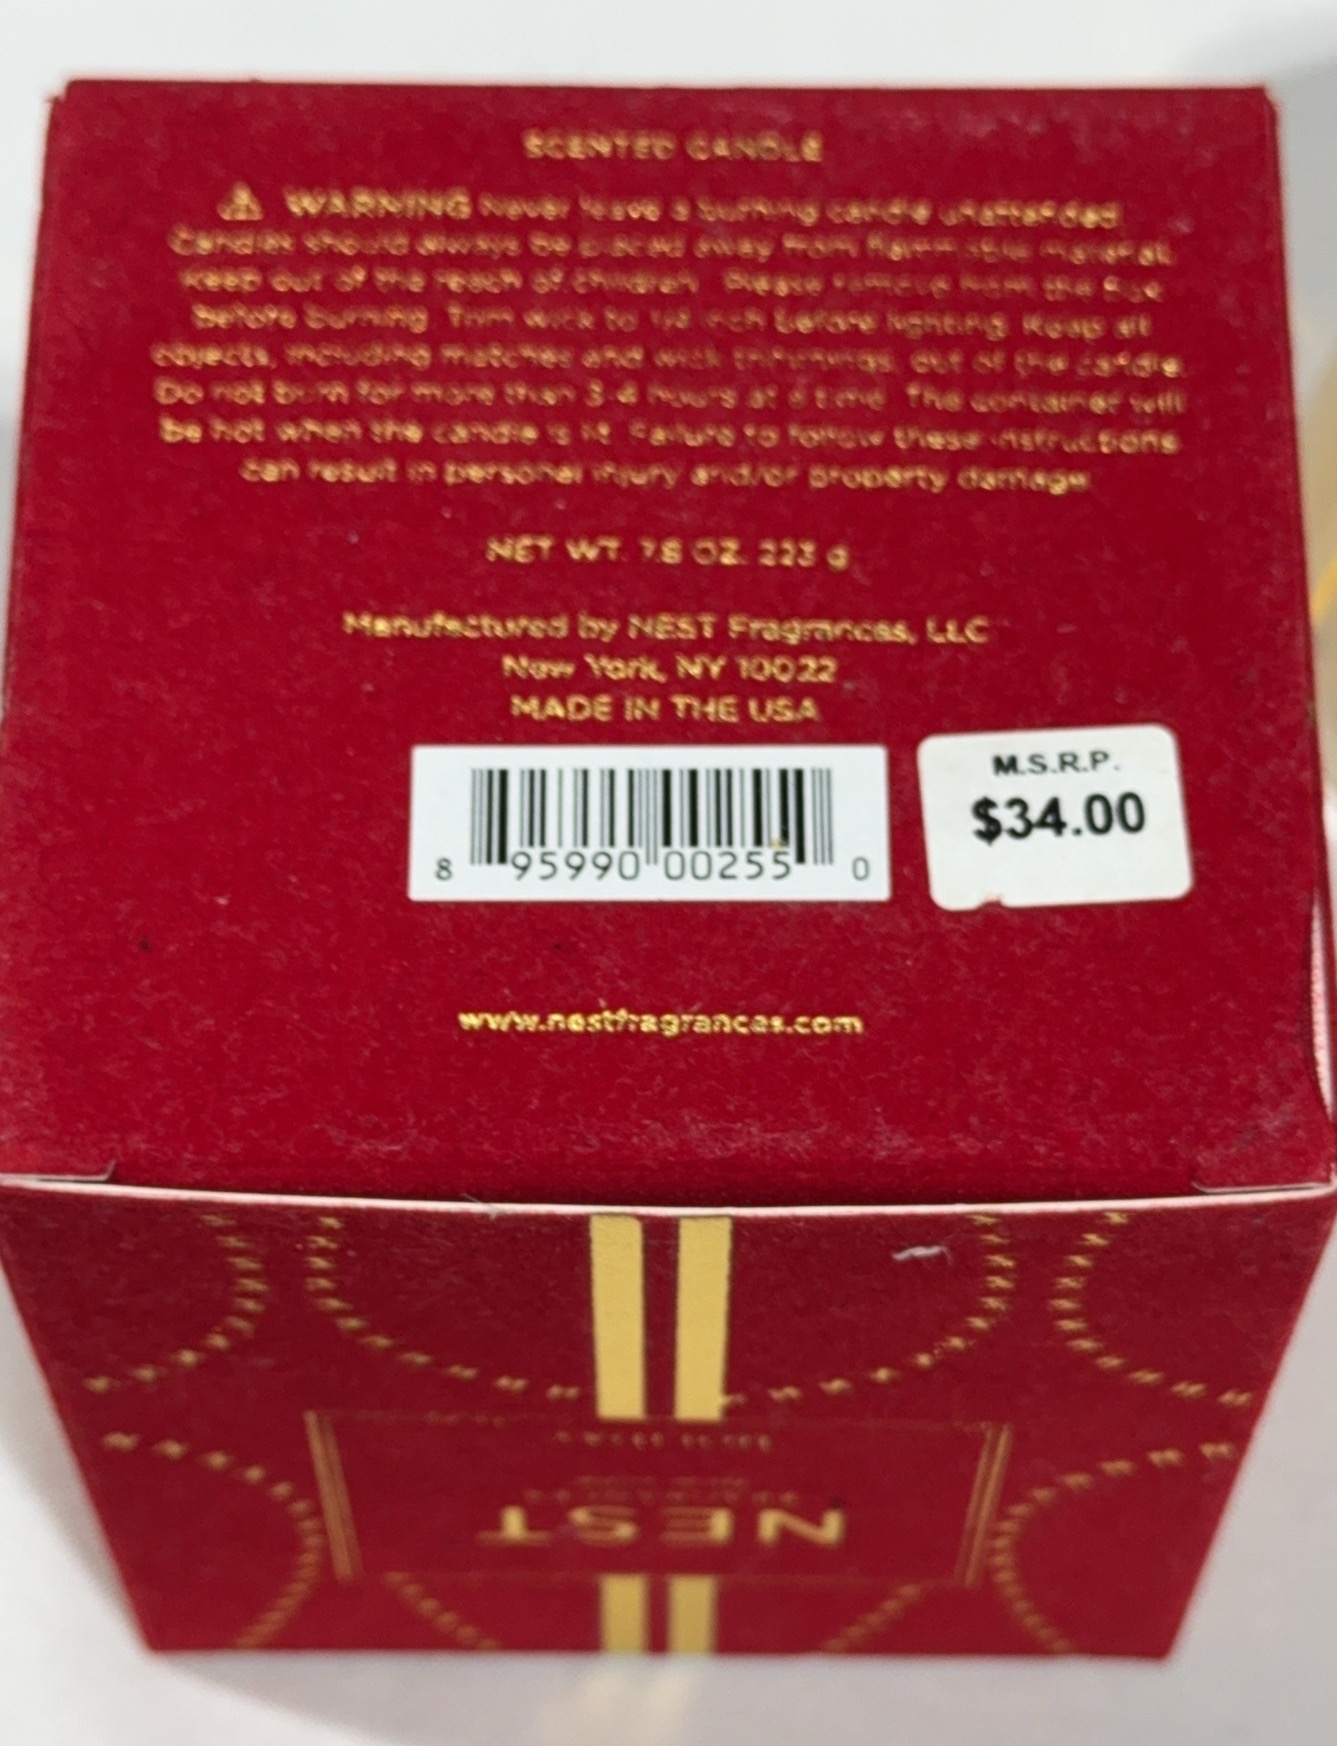 SCENTED CANDLE
WARNING Never leave a burning candle unattended.
Candles should always be placed away from flammable material.
Keep out of the reach of children. Please remove from the box
before burning. Trim wick to 1/4 inch before lighting. Keep all
objects, including matches and wick trimmings, out of the candle.
Do not burn for more than 3-4 hours at a time. The container will
be hot when the candle is lit. Failure to follow these instructions
can result in personal injury and/or property damage.
NET WT. OZ. 223 g
Manufactured by NEST Fragrances, LLC
New York, NY 10022
MADE IN THE USA
M.S.R.P.
$34.00
8 95990 00255 0
www.nestfragrances.com
NEST